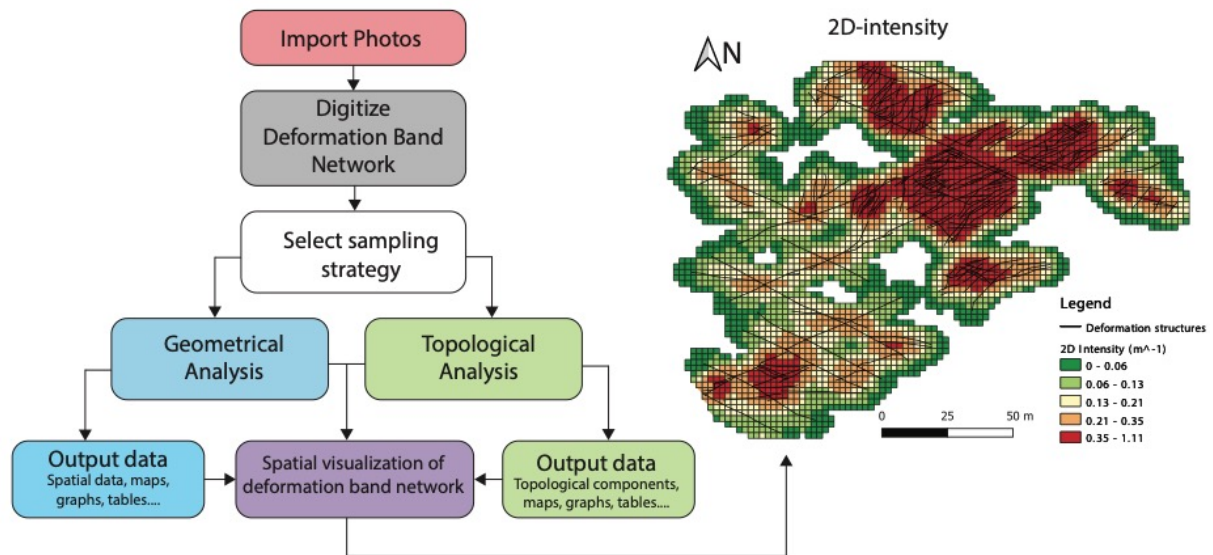 Import Photos
Digitize
Deformation Band
Network
Select sampling
strategy
Geometrical
Analysis
Topological
Analysis
Output data
Spatial data, maps,
graphs, tables....
Spatial visualization of
deformation band network
Output data
Topological components,
maps, graphs, tables....
2D-intensity
N
Legend
Deformation structures
2D Intensity (m^-1)
0 - 0.06
0.06 - 0.13
0.13 - 0.21
0.21 - 0.35
0.35 - 1.11
0 25 50 m